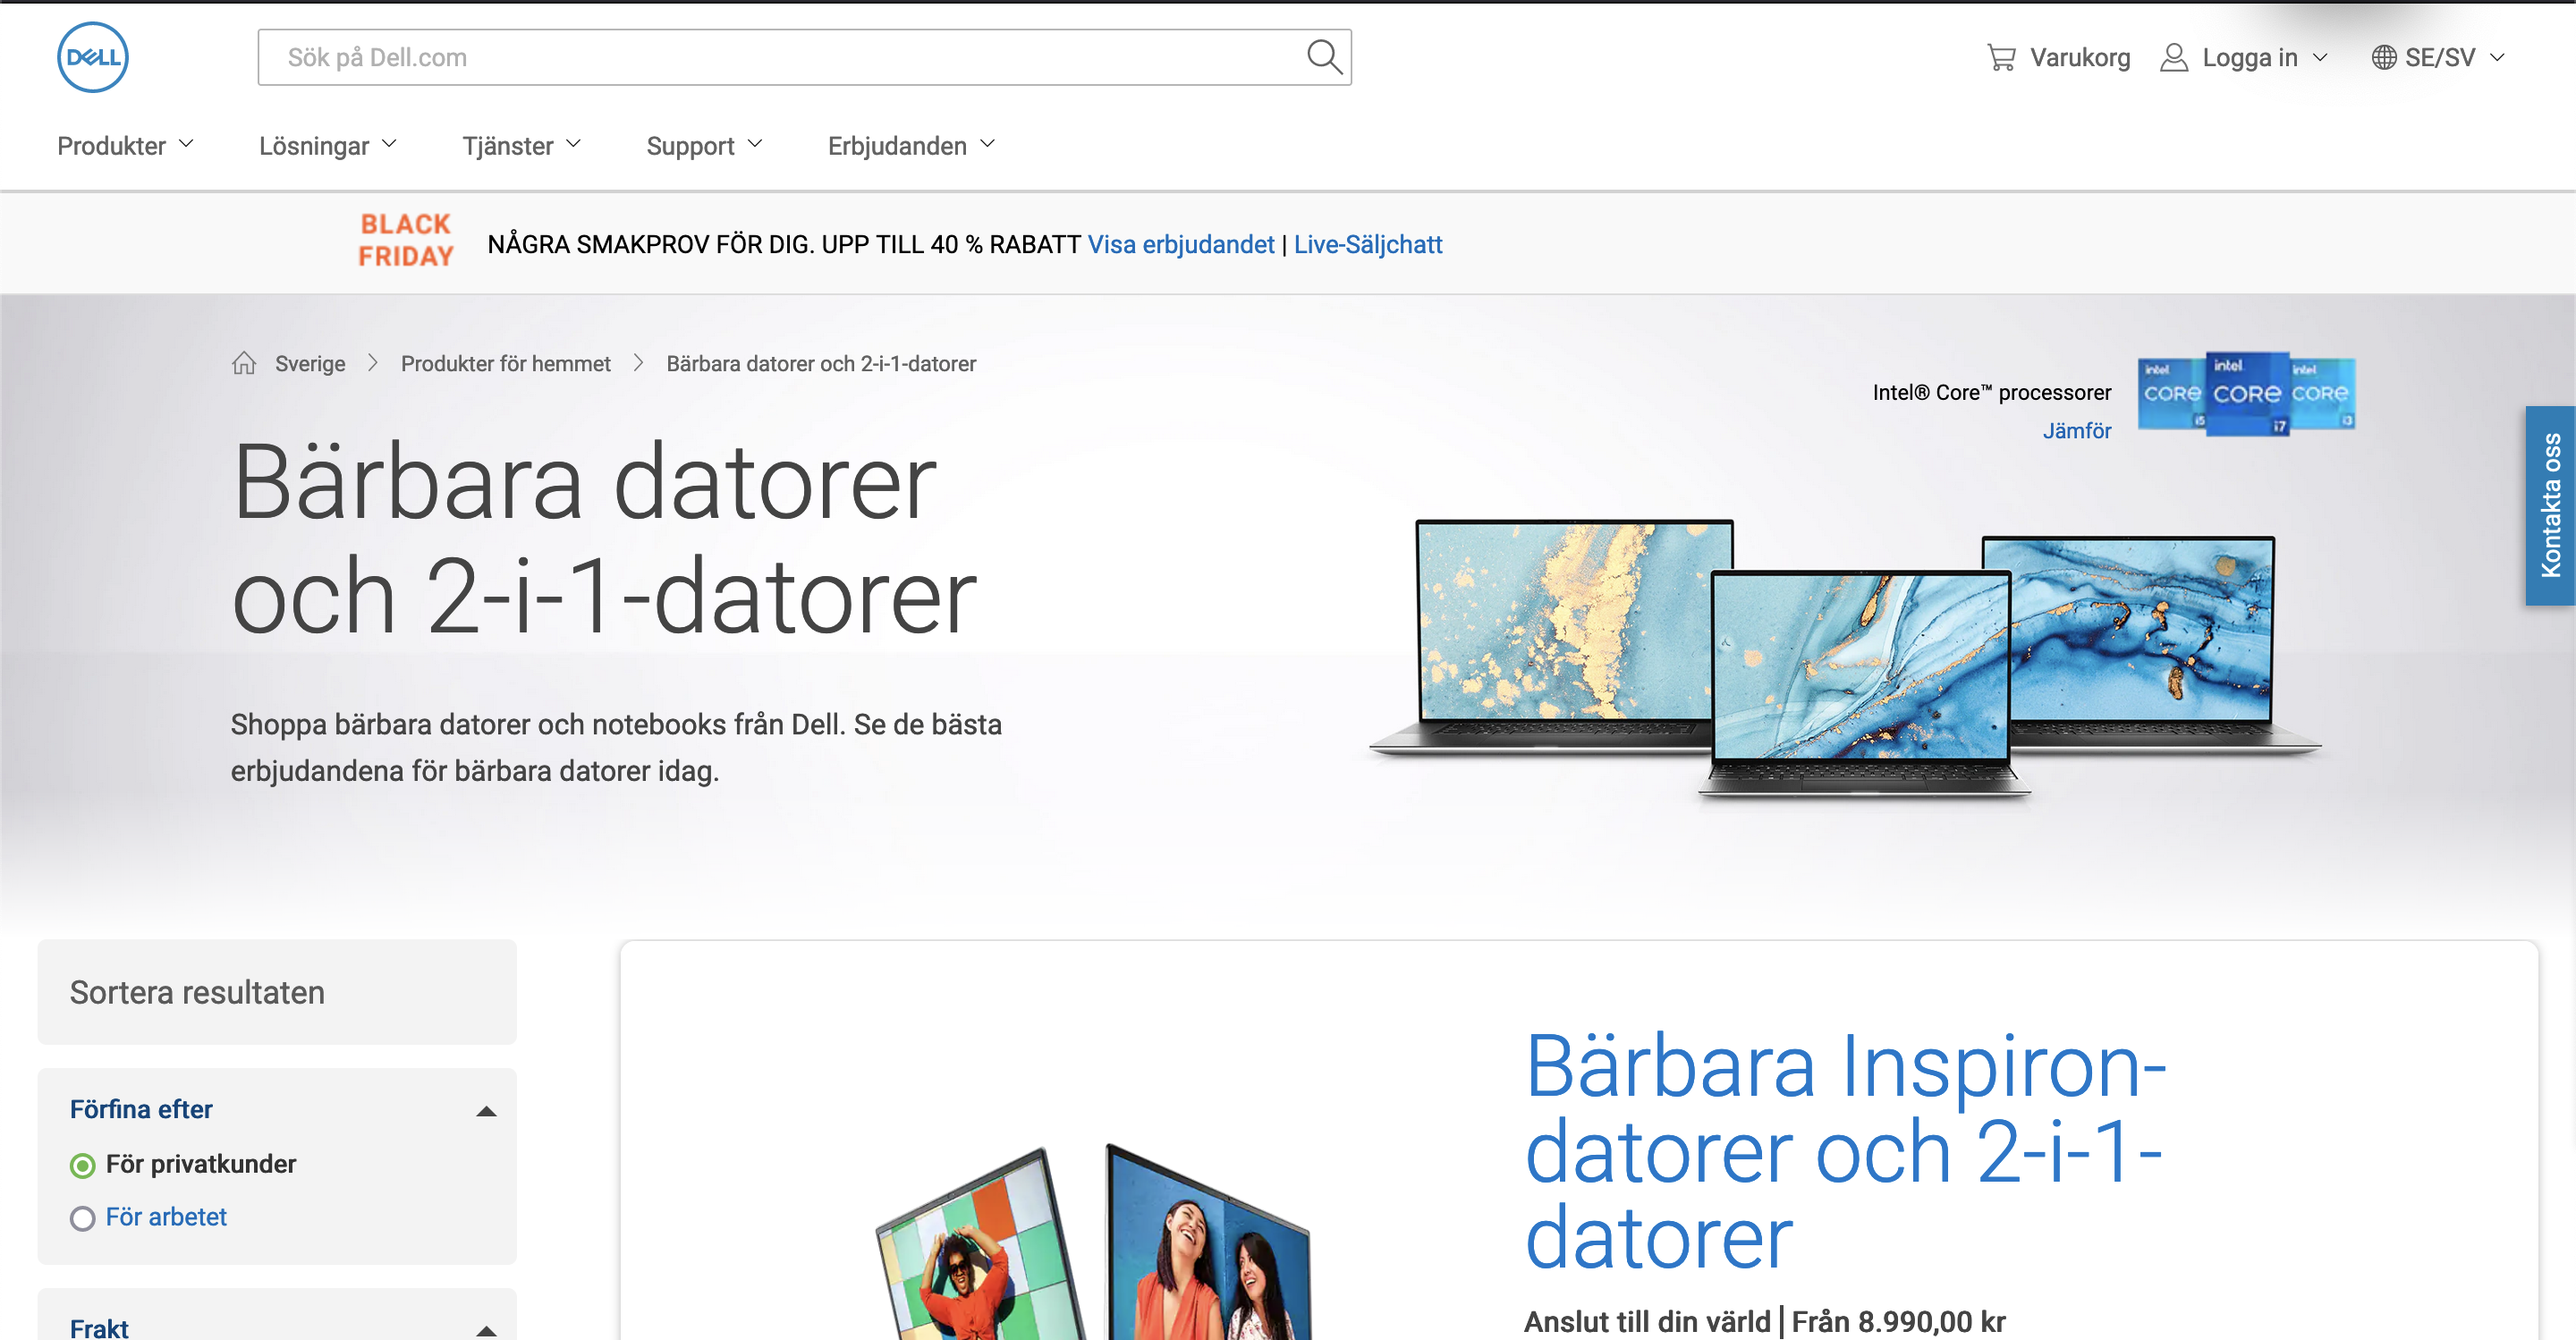 DELL
Sök på Dell.com
Varukorg
Logga in
SE/SV
Produkter
Lösningar
Tjänster
Support
Erbjudanden
BLACK
FRIDAY
NÅGRA SMAKPROV FÖR DIG. UPP TILL 40 % RABATT Visa erbjudandet | Live-Säljchatt
Sverige
Produkter för hemmet
Bärbara datorer och 2-i-1-datorer
Intel® Core™ processorer
Jämför
intel
CORE
i5
intel
CORE
i7
intel
CORE
i3
Kontakta oss
Bärbara datorer
och 2-i-1-datorer
Shoppa bärbara datorer och notebooks från Dell. Se de bästa
erbjudandena för bärbara datorer idag.
Sortera resultaten
Förfina efter
För privatkunder
För arbetet
Frakt
Bärbara Inspiron-
datorer och 2-i-1-
datorer
Anslut till din värld | Från 8.990,00 kr